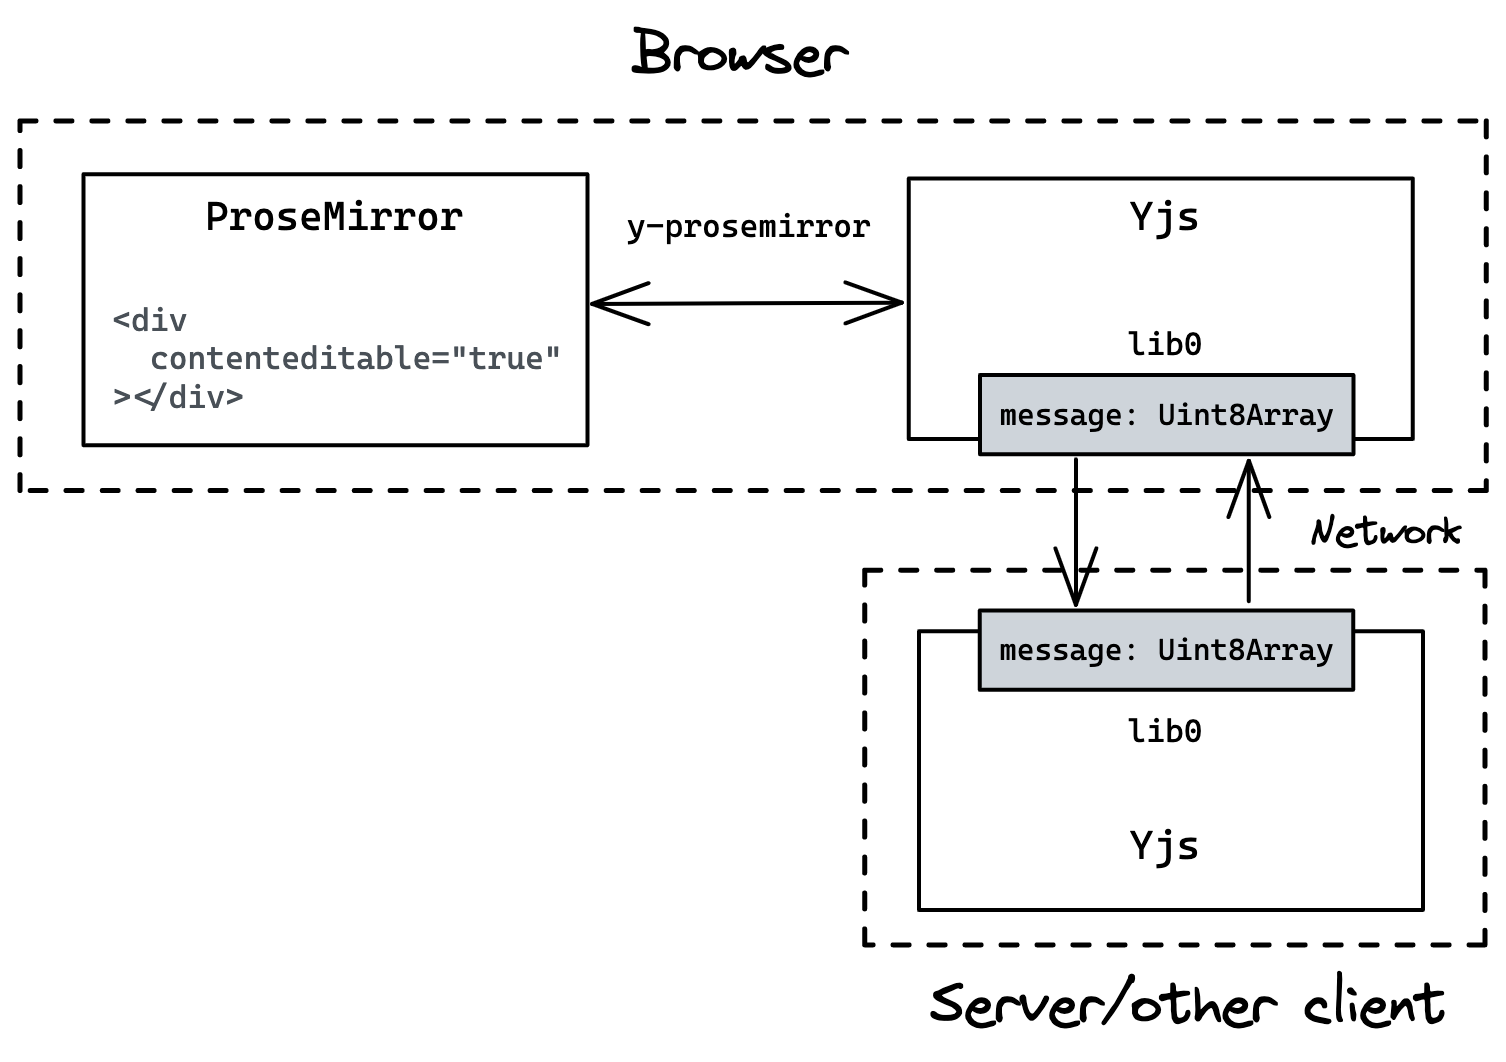 Browser
ProseMirror
<div
  contenteditable="true"
></div>
y-prosemirror
Yjs
lib0
message: Uint8Array
Network
message: Uint8Array
lib0
Yjs
Server/other client